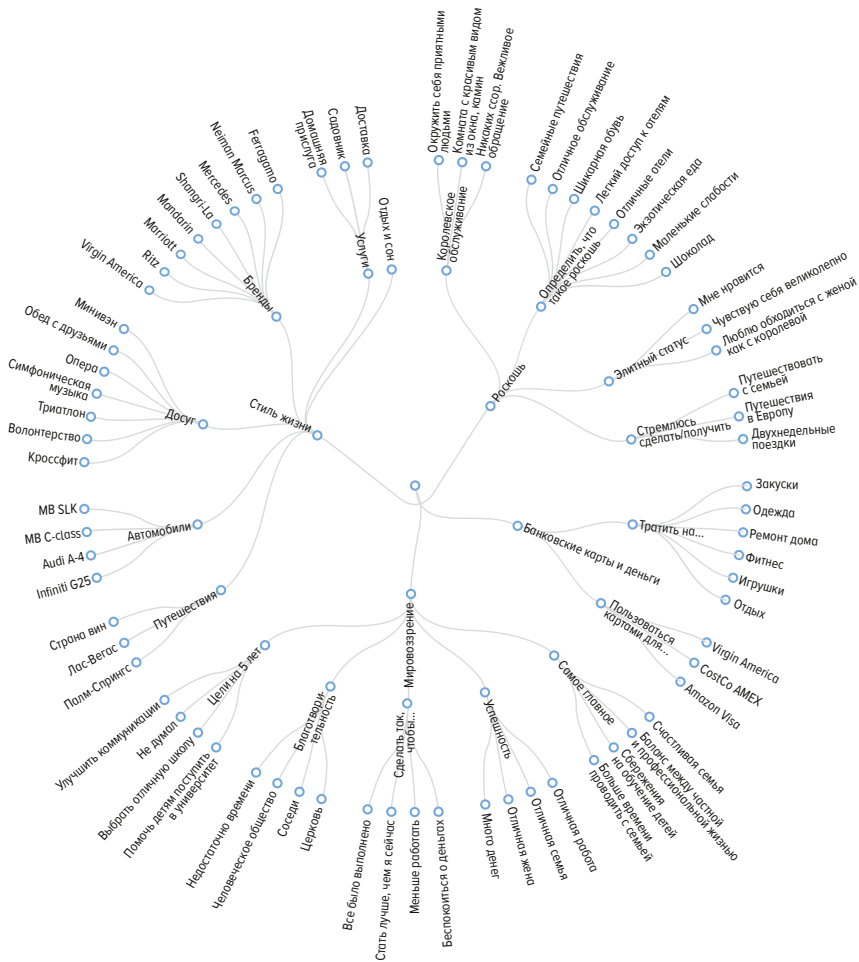 Стиль жизни
Отдых и сон
Услуги
Доставка
Садовник
Домашняя
прислуга
Бренды
Ferragamo
Neiman Marcus
Mercedes
Shangri-La
Mandarin
Marriott
Ritz
Virgin America
Досуг
Минивэн
Обед с друзьями
Опера
Симфоническая
музыка
Триатлон
Волонтерство
Кроссфит
Автомобили
MB SLK
MB C-class
Audi A-4
Infiniti G25
Путешествия
Страна вин
Лас-Вегас
Палм-Спрингс
Роскошь
Королевское
обслуживание
Окружить себя приятными
людьми
Комната с красивым видом
из окна, камин
Никаких ссор. Вежливое
обращение
Определить, что
такое роскошь
Семейные путешествия
Отличное обслуживание
Шикарная обувь
Легкий доступ к отелям
Отличные отели
Экзотическая еда
Маленькие слабости
Шоколад
Элитный статус
Мне нравится
Чувствую себя великолепно
Люблю обходиться с женой
как с королевой
Стремлюсь
сделать/получить
Путешествовать
с семьей
Путешествия
в Европу
Двухнедельные
поездки
Банковские карты и деньги
Тратить на...
Закуски
Одежда
Ремонт дома
Фитнес
Игрушки
Отдых
Пользоваться
картами для...
Virgin America
CostCo AMEX
Amazon Visa
Мировоззрение
Самое главное
Счастливая семья
Баланс между частной
и профессиональной жизнью
Сбережения
на обучение детей
Больше времени
проводить с семьей
Успешность
Отличная работа
Отличная семья
Отличная жена
Много денег
Сделать так,
чтобы...
Беспокоиться о деньгах
Меньше работать
Стать лучше, чем я сейчас
Все было выполнено
Благотвори-
тельность
Церковь
Соседи
Человеческое общество
Недостаточно времени
Цели на 5 лет
Помочь детям поступить
в университет
Выбрать отличную школу
Не думал
Улучшить коммуникации